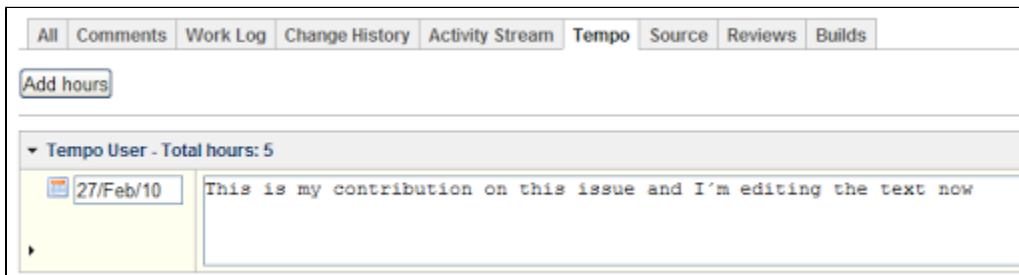 All Comments Work Log Change History Activity Stream Tempo Source Reviews Builds
Add hours
Tempo User - Total hours: 5
27/Feb/10 This is my contribution on this issue and I´m editing the text now